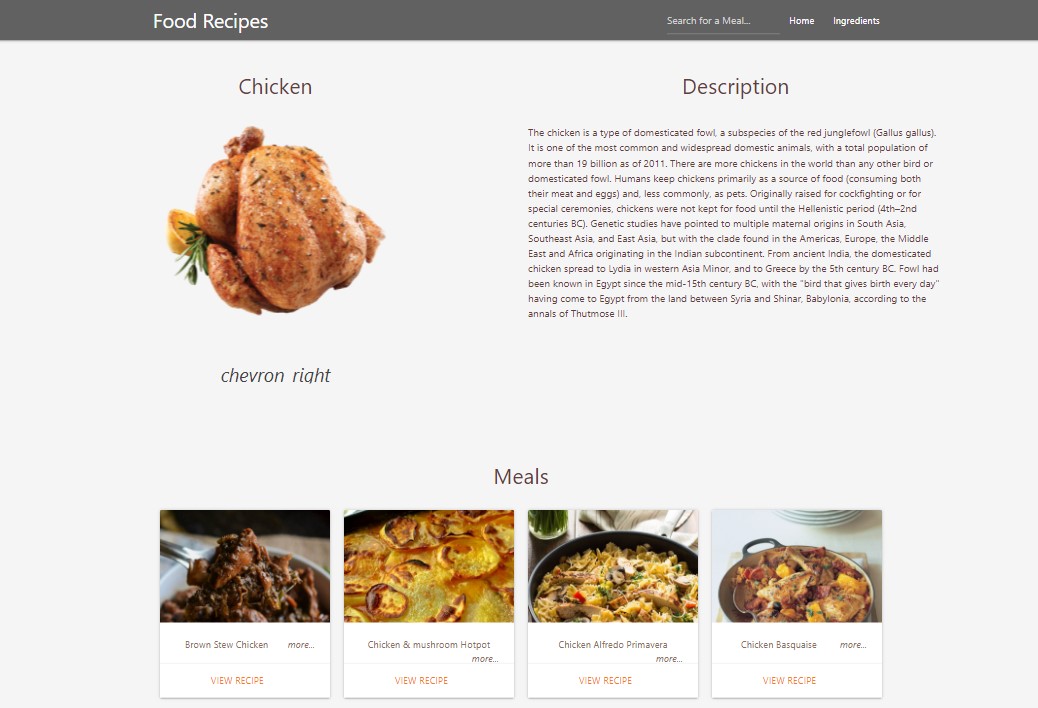 Food Recipes
Search for a Meal...
Home
Ingredients
Chicken
Description
The chicken is a type of domesticated fowl, a subspecies of the red junglefowl (Gallus gallus).
It is one of the most common and widespread domestic animals, with a total population of
more than 19 billion as of 2011. There are more chickens in the world than any other bird or
domesticated fowl. Humans keep chickens primarily as a source of food (consuming both
their meat and eggs) and, less commonly, as pets. Originally raised for cockfighting or for
special ceremonies, chickens were not kept for food until the Hellenistic period (4th–2nd
centuries BC). Genetic studies have pointed to multiple maternal origins in South Asia,
Southeast Asia, and East Asia, but with the clade found in the Americas, Europe, the Middle
East and Africa originating in the Indian subcontinent. From ancient India, the domesticated
chicken spread to Lydia in western Asia Minor, and to Greece by the 5th century BC. Fowl had
been known in Egypt since the mid-15th century BC, with the "bird that gives birth every day"
having come to Egypt from the land between Syria and Shinar, Babylonia, according to the
annals of Thutmose III.
chevron_right
Meals
Brown Stew Chicken more...
VIEW RECIPE
Chicken & mushroom Hotpot
more...
VIEW RECIPE
Chicken Alfredo Primavera
more...
VIEW RECIPE
Chicken Basquaise more...
VIEW RECIPE